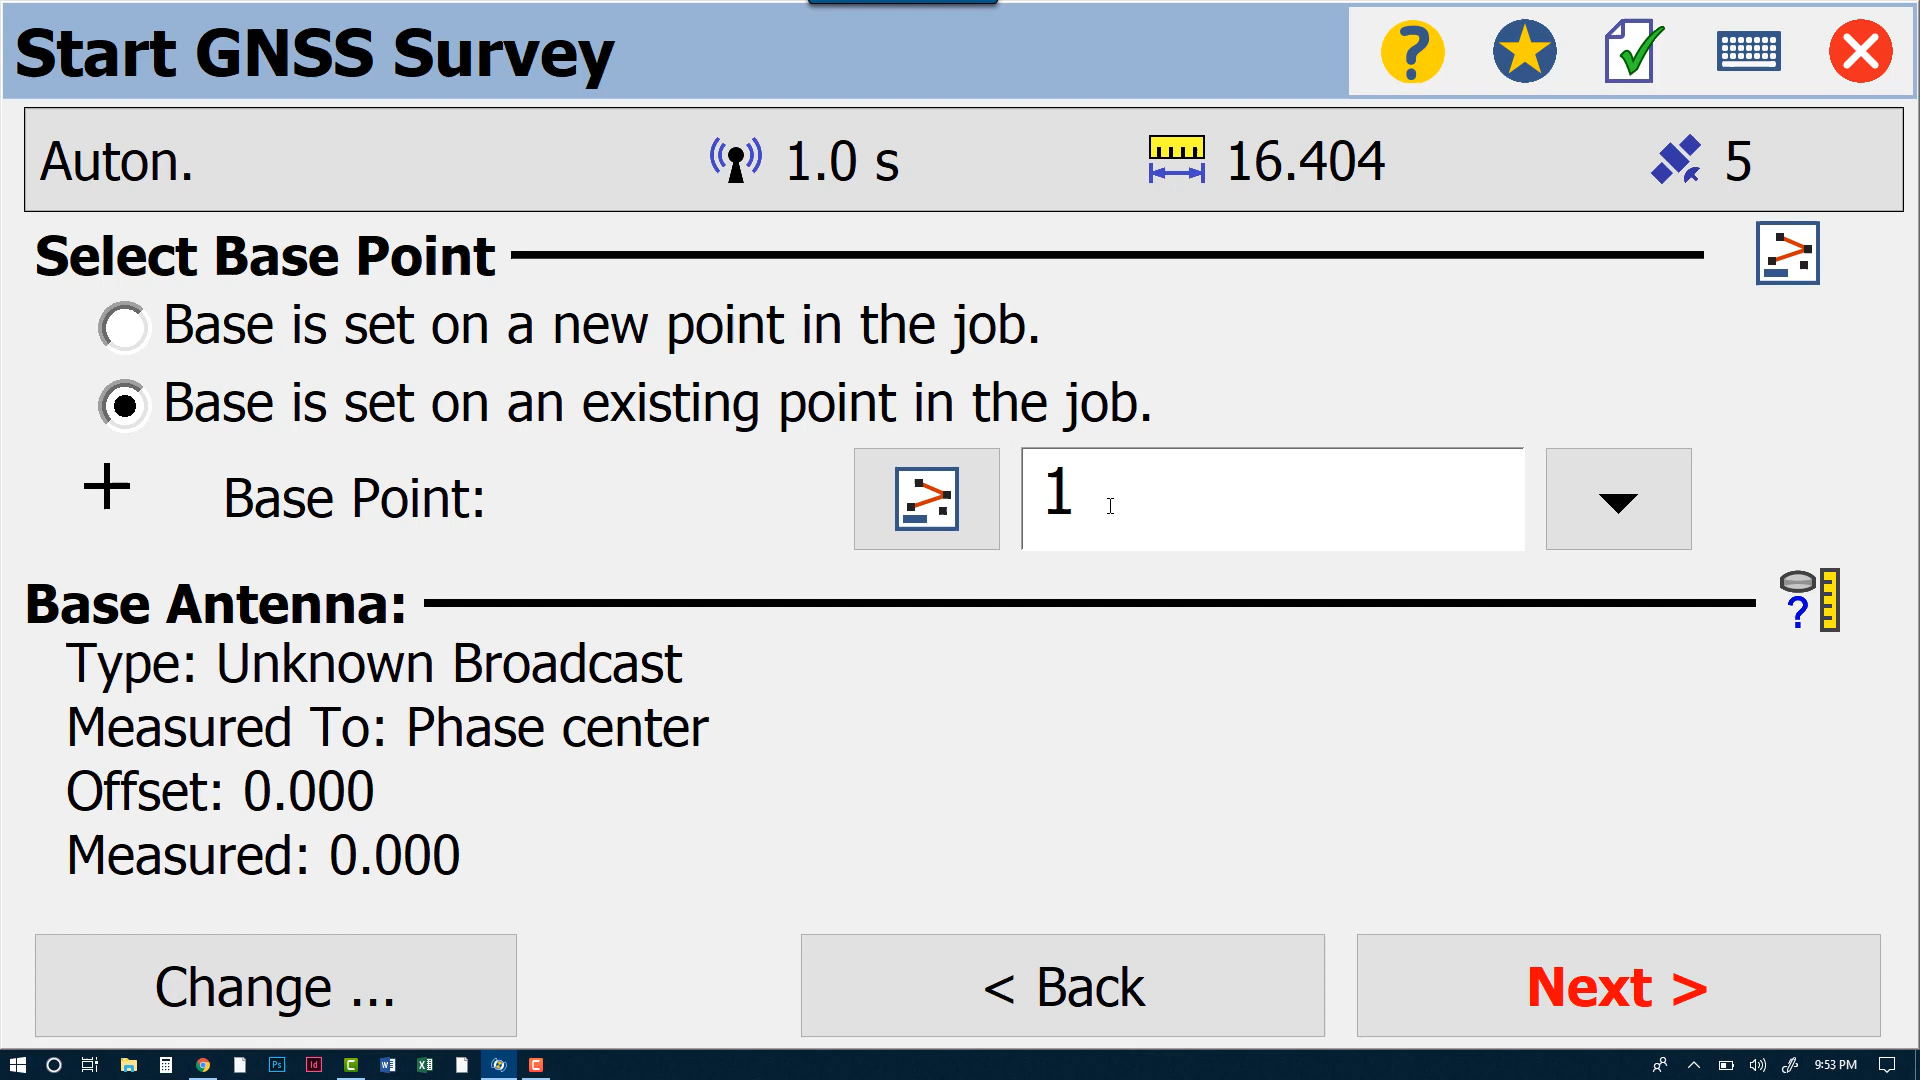 Start GNSS Survey
Auton. 1.0 s 16.404 5
Select Base Point
Base is set on a new point in the job.
Base is set on an existing point in the job.
Base Point: 1
Base Antenna:
Type: Unknown Broadcast
Measured To: Phase center
Offset: 0.000
Measured: 0.000
Change ... < Back Next >
9:53 PM